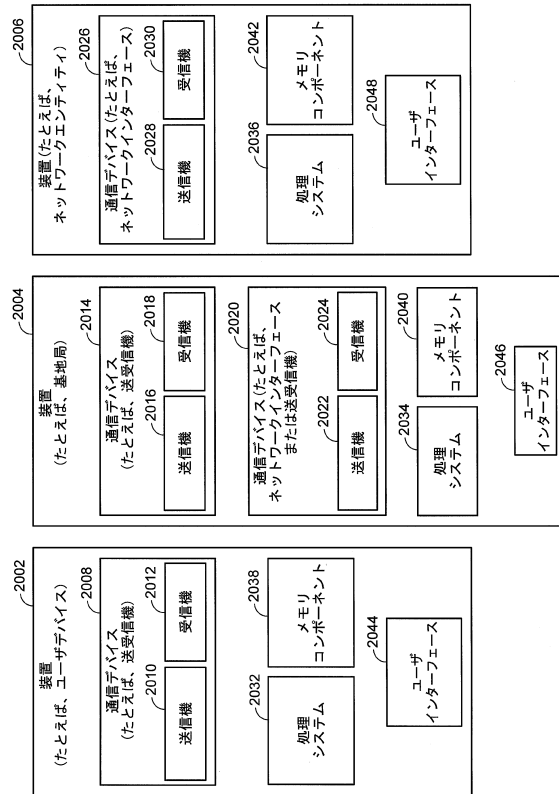 2002
装置
(たとえば、ユーザデバイス)
2008
通信デバイス
(たとえば、送受信機)
2010
送信機
2012
受信機
2032
処理
システム
2038
メモリ
コンポーネント
2044
ユーザ
インターフェース
2004
装置
(たとえば、基地局)
2014
通信デバイス
(たとえば、送受信機)
2016
送信機
2018
受信機
2020
通信デバイス(たとえば、
ネットワークインターフェース
または送受信機)
2022
送信機
2024
受信機
2034
処理
システム
2040
メモリ
コンポーネント
2046
ユーザ
インターフェース
2006
装置(たとえば、
ネットワークエンティティ)
2026
通信デバイス(たとえば、
ネットワークインターフェース)
2028
送信機
2030
受信機
2036
処理
システム
2042
メモリ
コンポーネント
2048
ユーザ
インターフェース